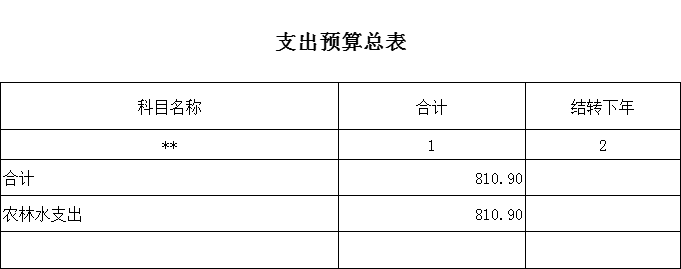 支出预算总表
科目名称 合计 结转下年
** 1 2
合计 810.90
农林水支出 810.90